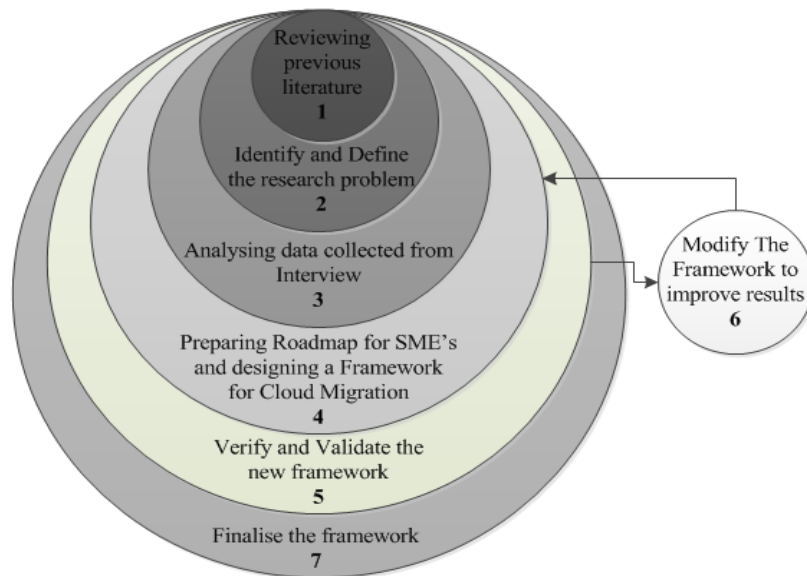 Reviewing
previous
literature
1
Identify and Define
the research problem
2
Analysing data collected from
Interview
3
Preparing Roadmap for SME's
and designing a Framework
for Cloud Migration
4
Verify and Validate the
new framework
5
Modify The
Framework to
improve results
6
Finalise the framework
7